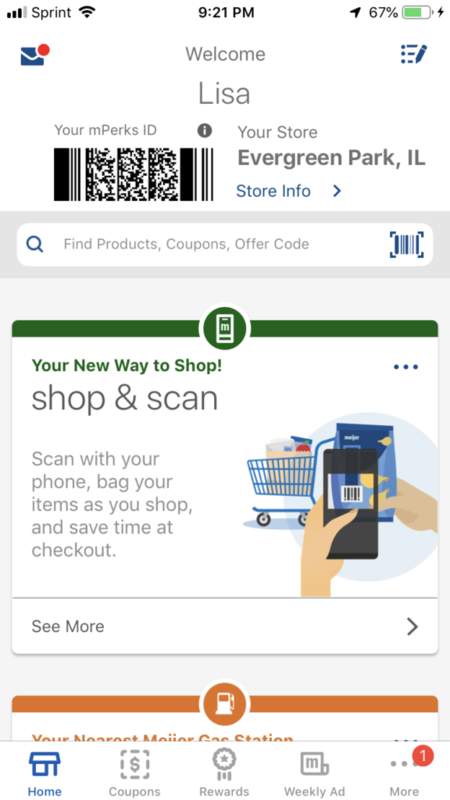 Sprint 9:21 PM 67%
Welcome
Lisa
Your mPerks ID
Your Store
Evergreen Park, IL
Store Info
Find Products, Coupons, Offer Code
m
Your New Way to Shop!
shop & scan
Scan with your
phone, bag your
items as you shop,
and save time at
checkout.
meijer
See More
Your Nearest Meijer Gas Station
1
Home Coupons Rewards Weekly Ad More